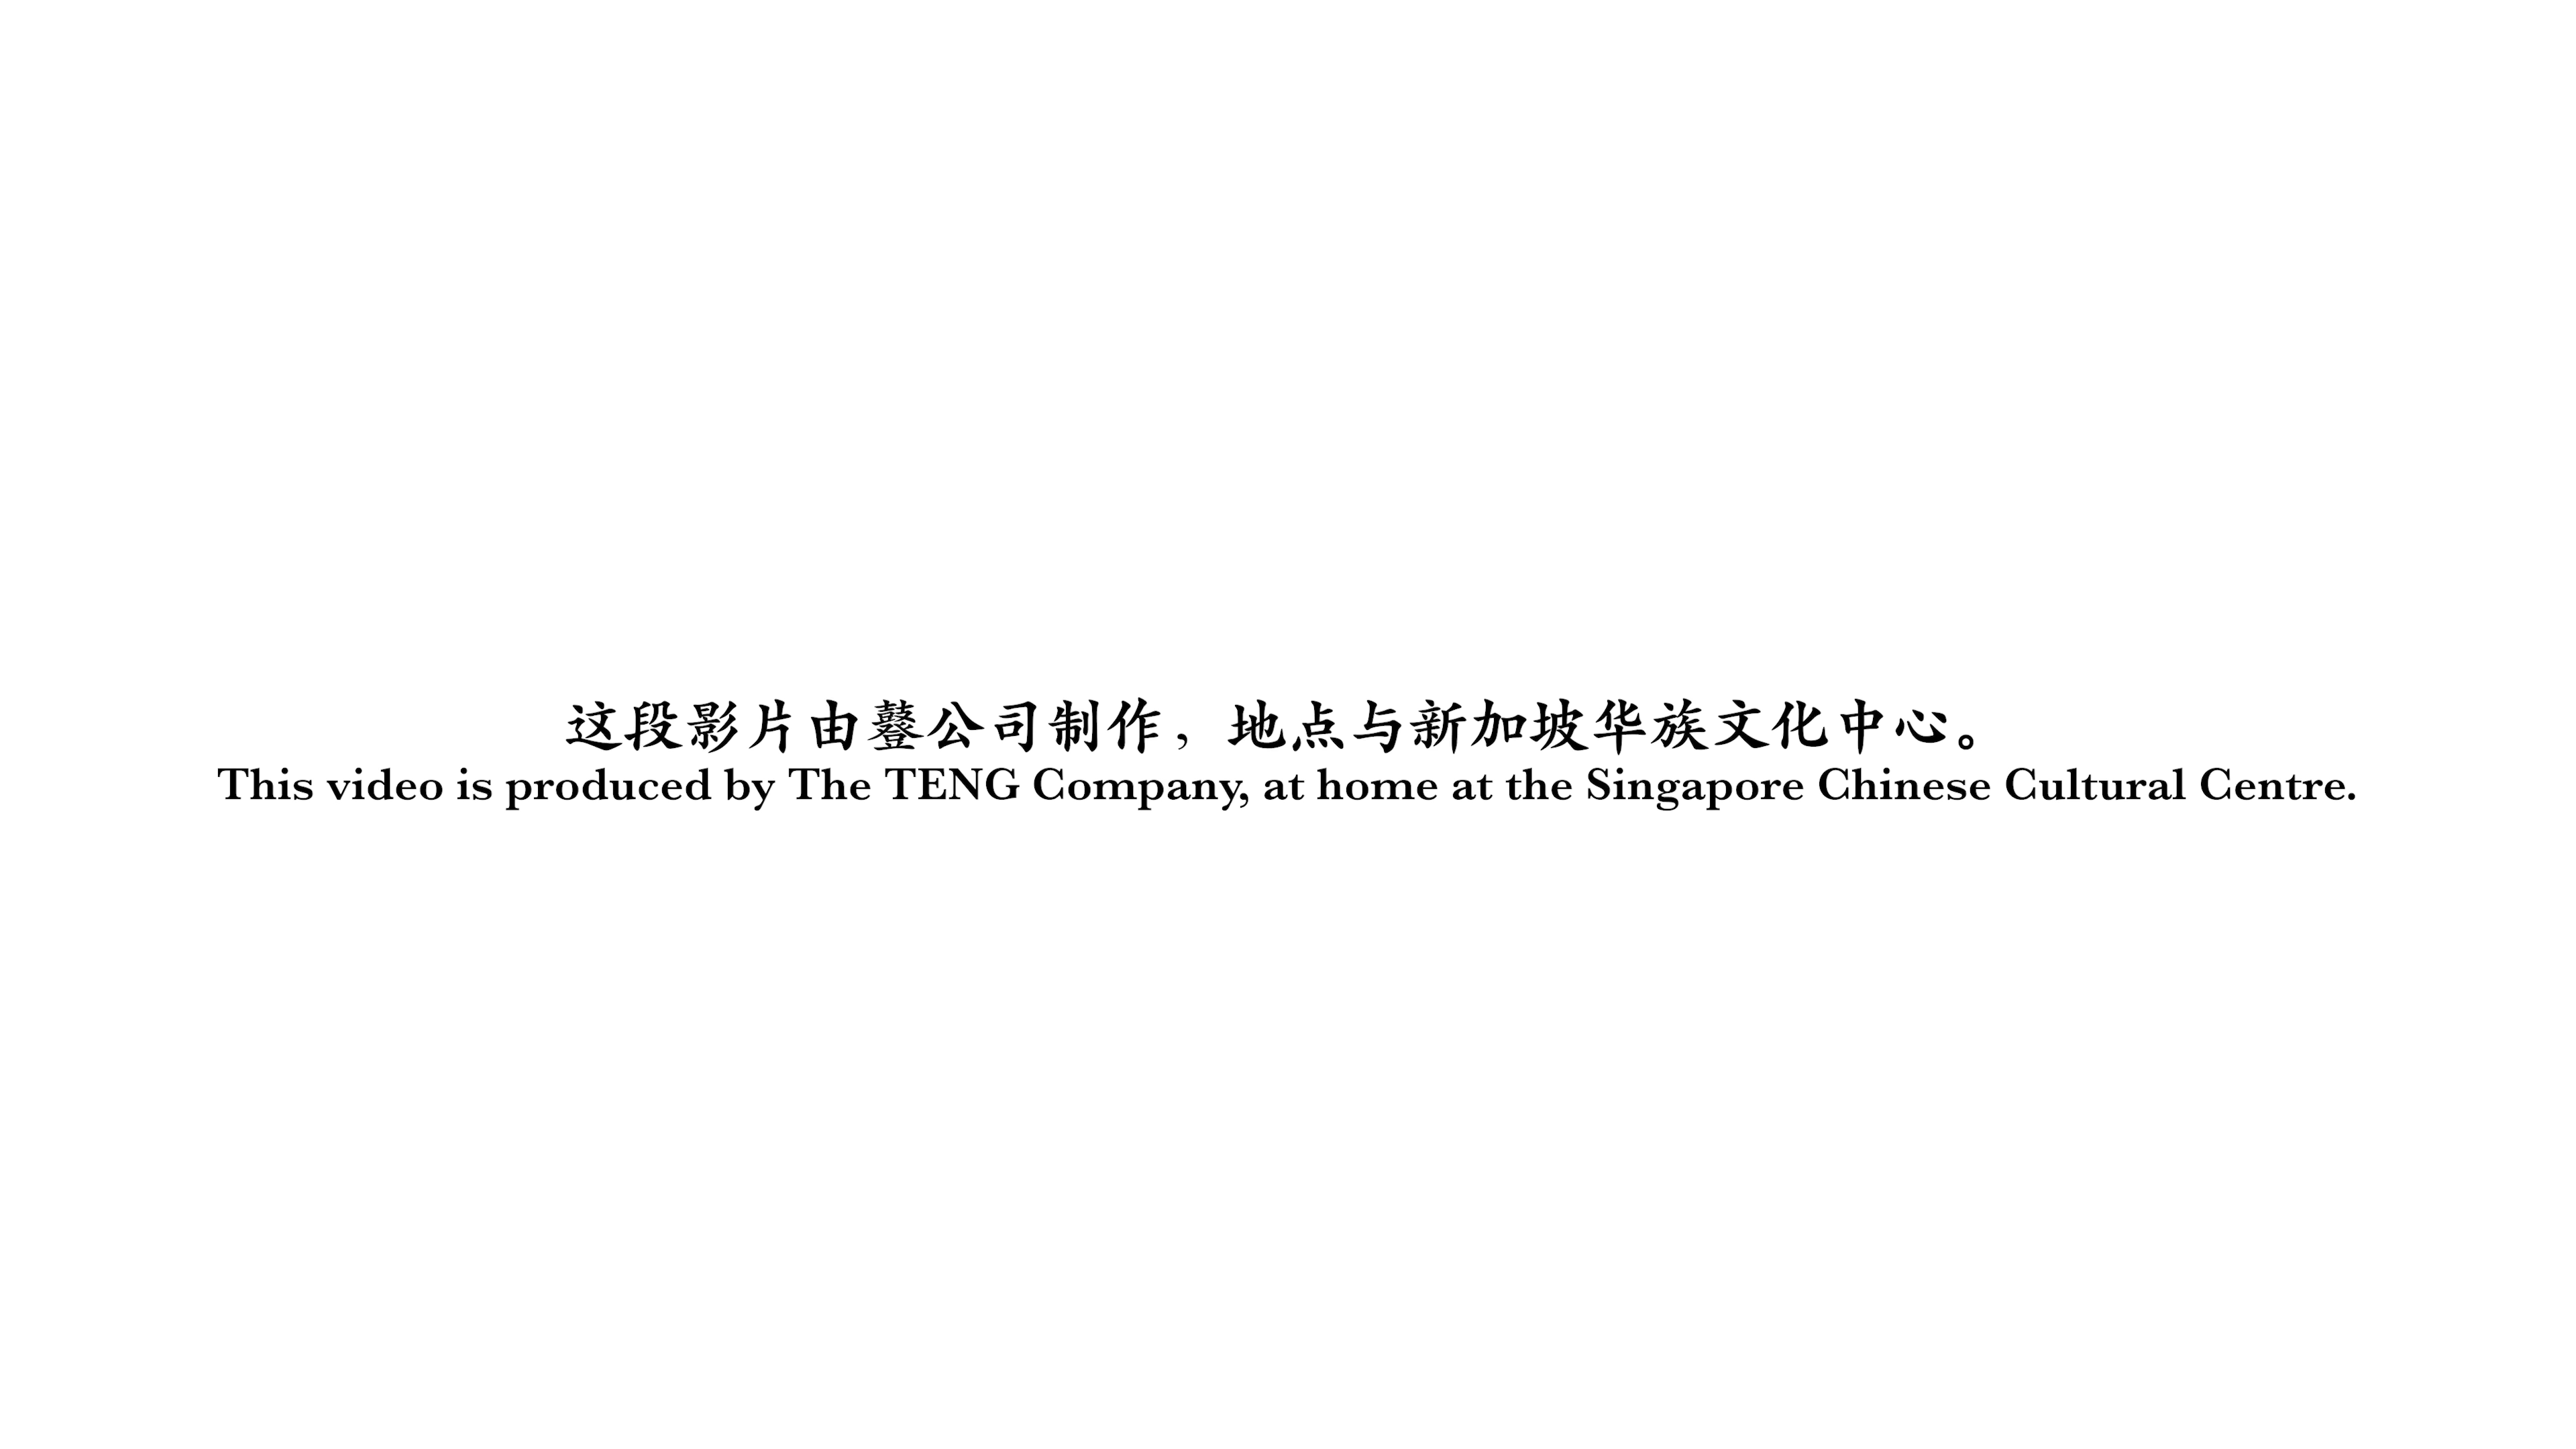 这段影片由鼟公司制作，地点与新加坡华族文化中心。
This video is produced by The TENG Company, at home at the Singapore Chinese Cultural Centre.